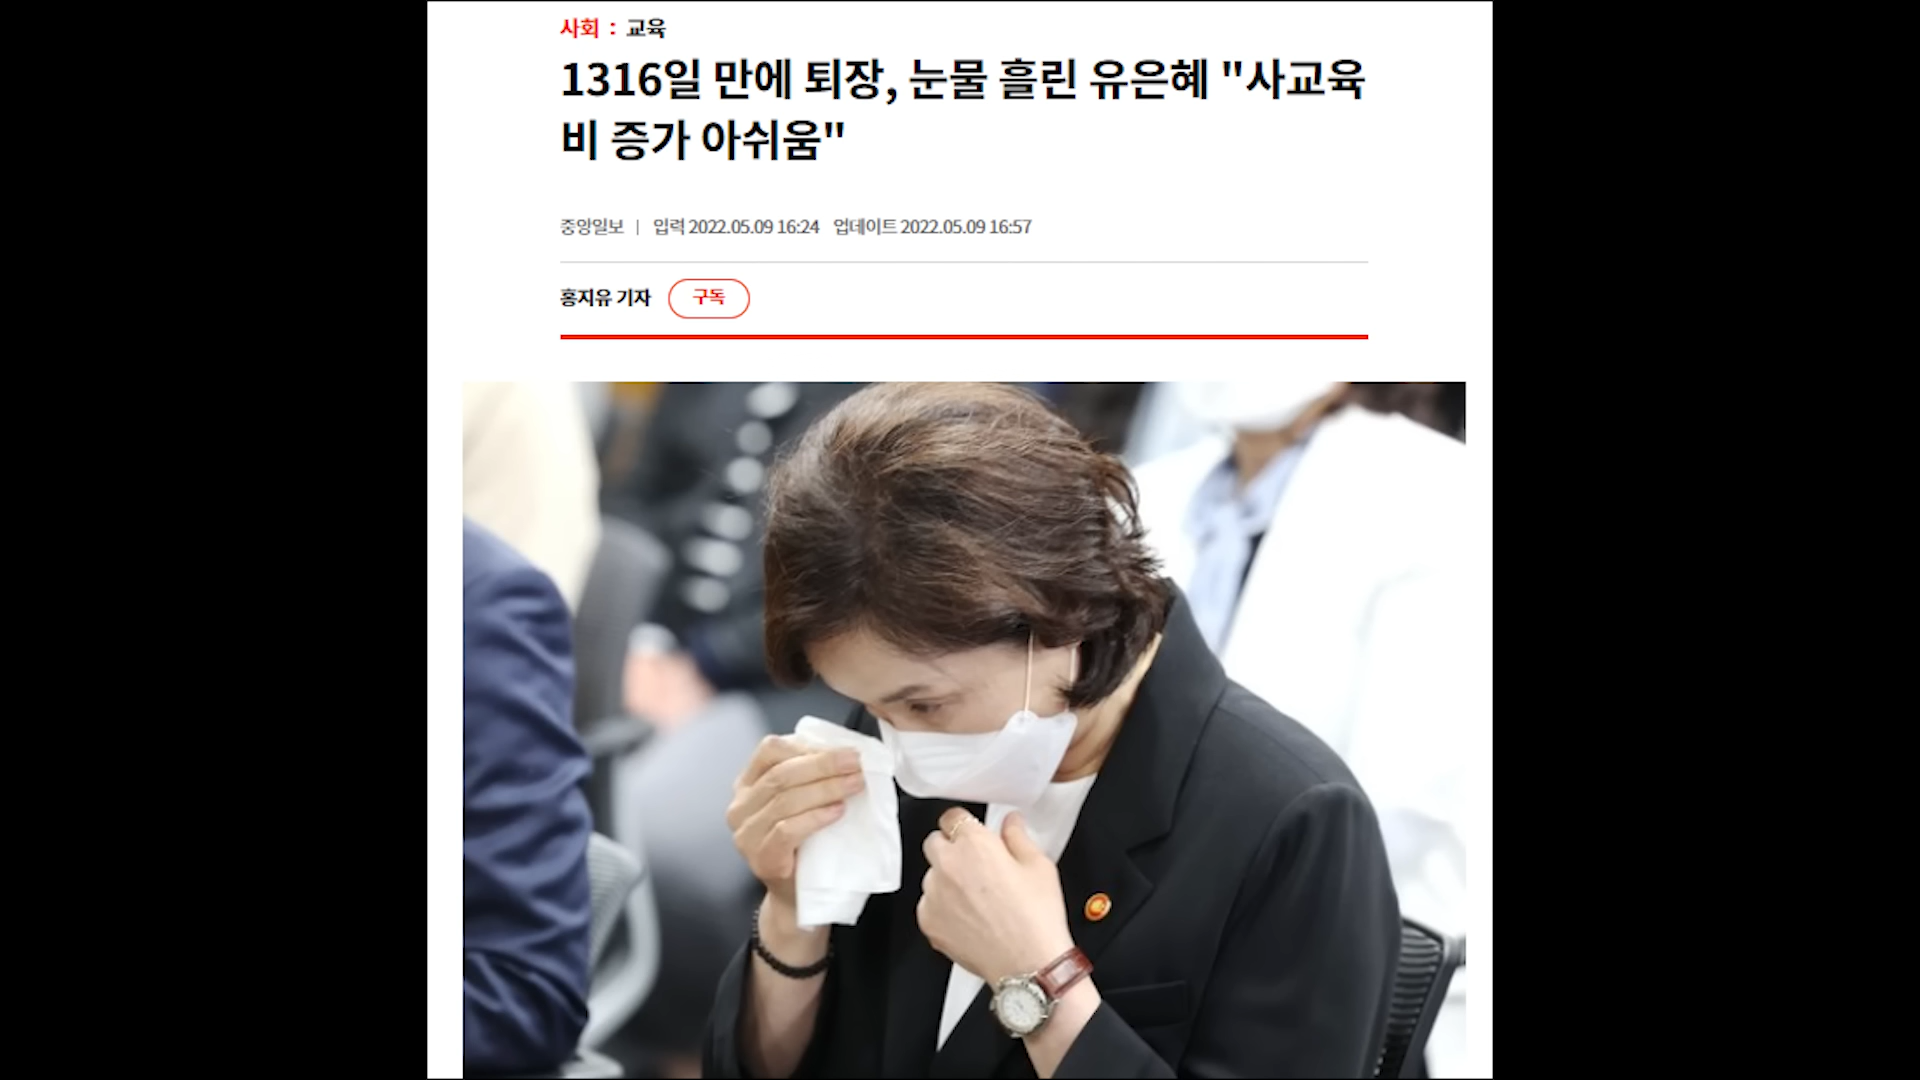 사회 : 교육
1316일 만에 퇴장, 눈물 흘린 유은혜 "사교육
비 증가 아쉬움"
중앙일보 | 입력 2022.05.09 16:24 업데이트 2022.05.09 16:57
홍지유 기자 구독